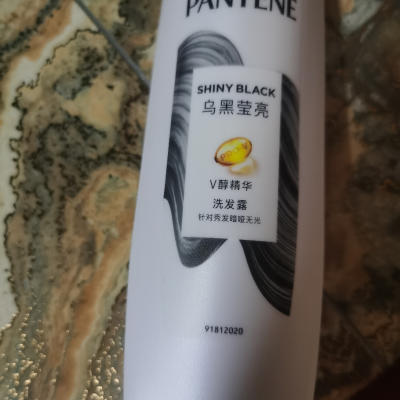 PANTENE
SHINY BLACK
乌黑莹亮
PRO-V
V醇精华
洗发露
针对秀发暗哑无光
91812020